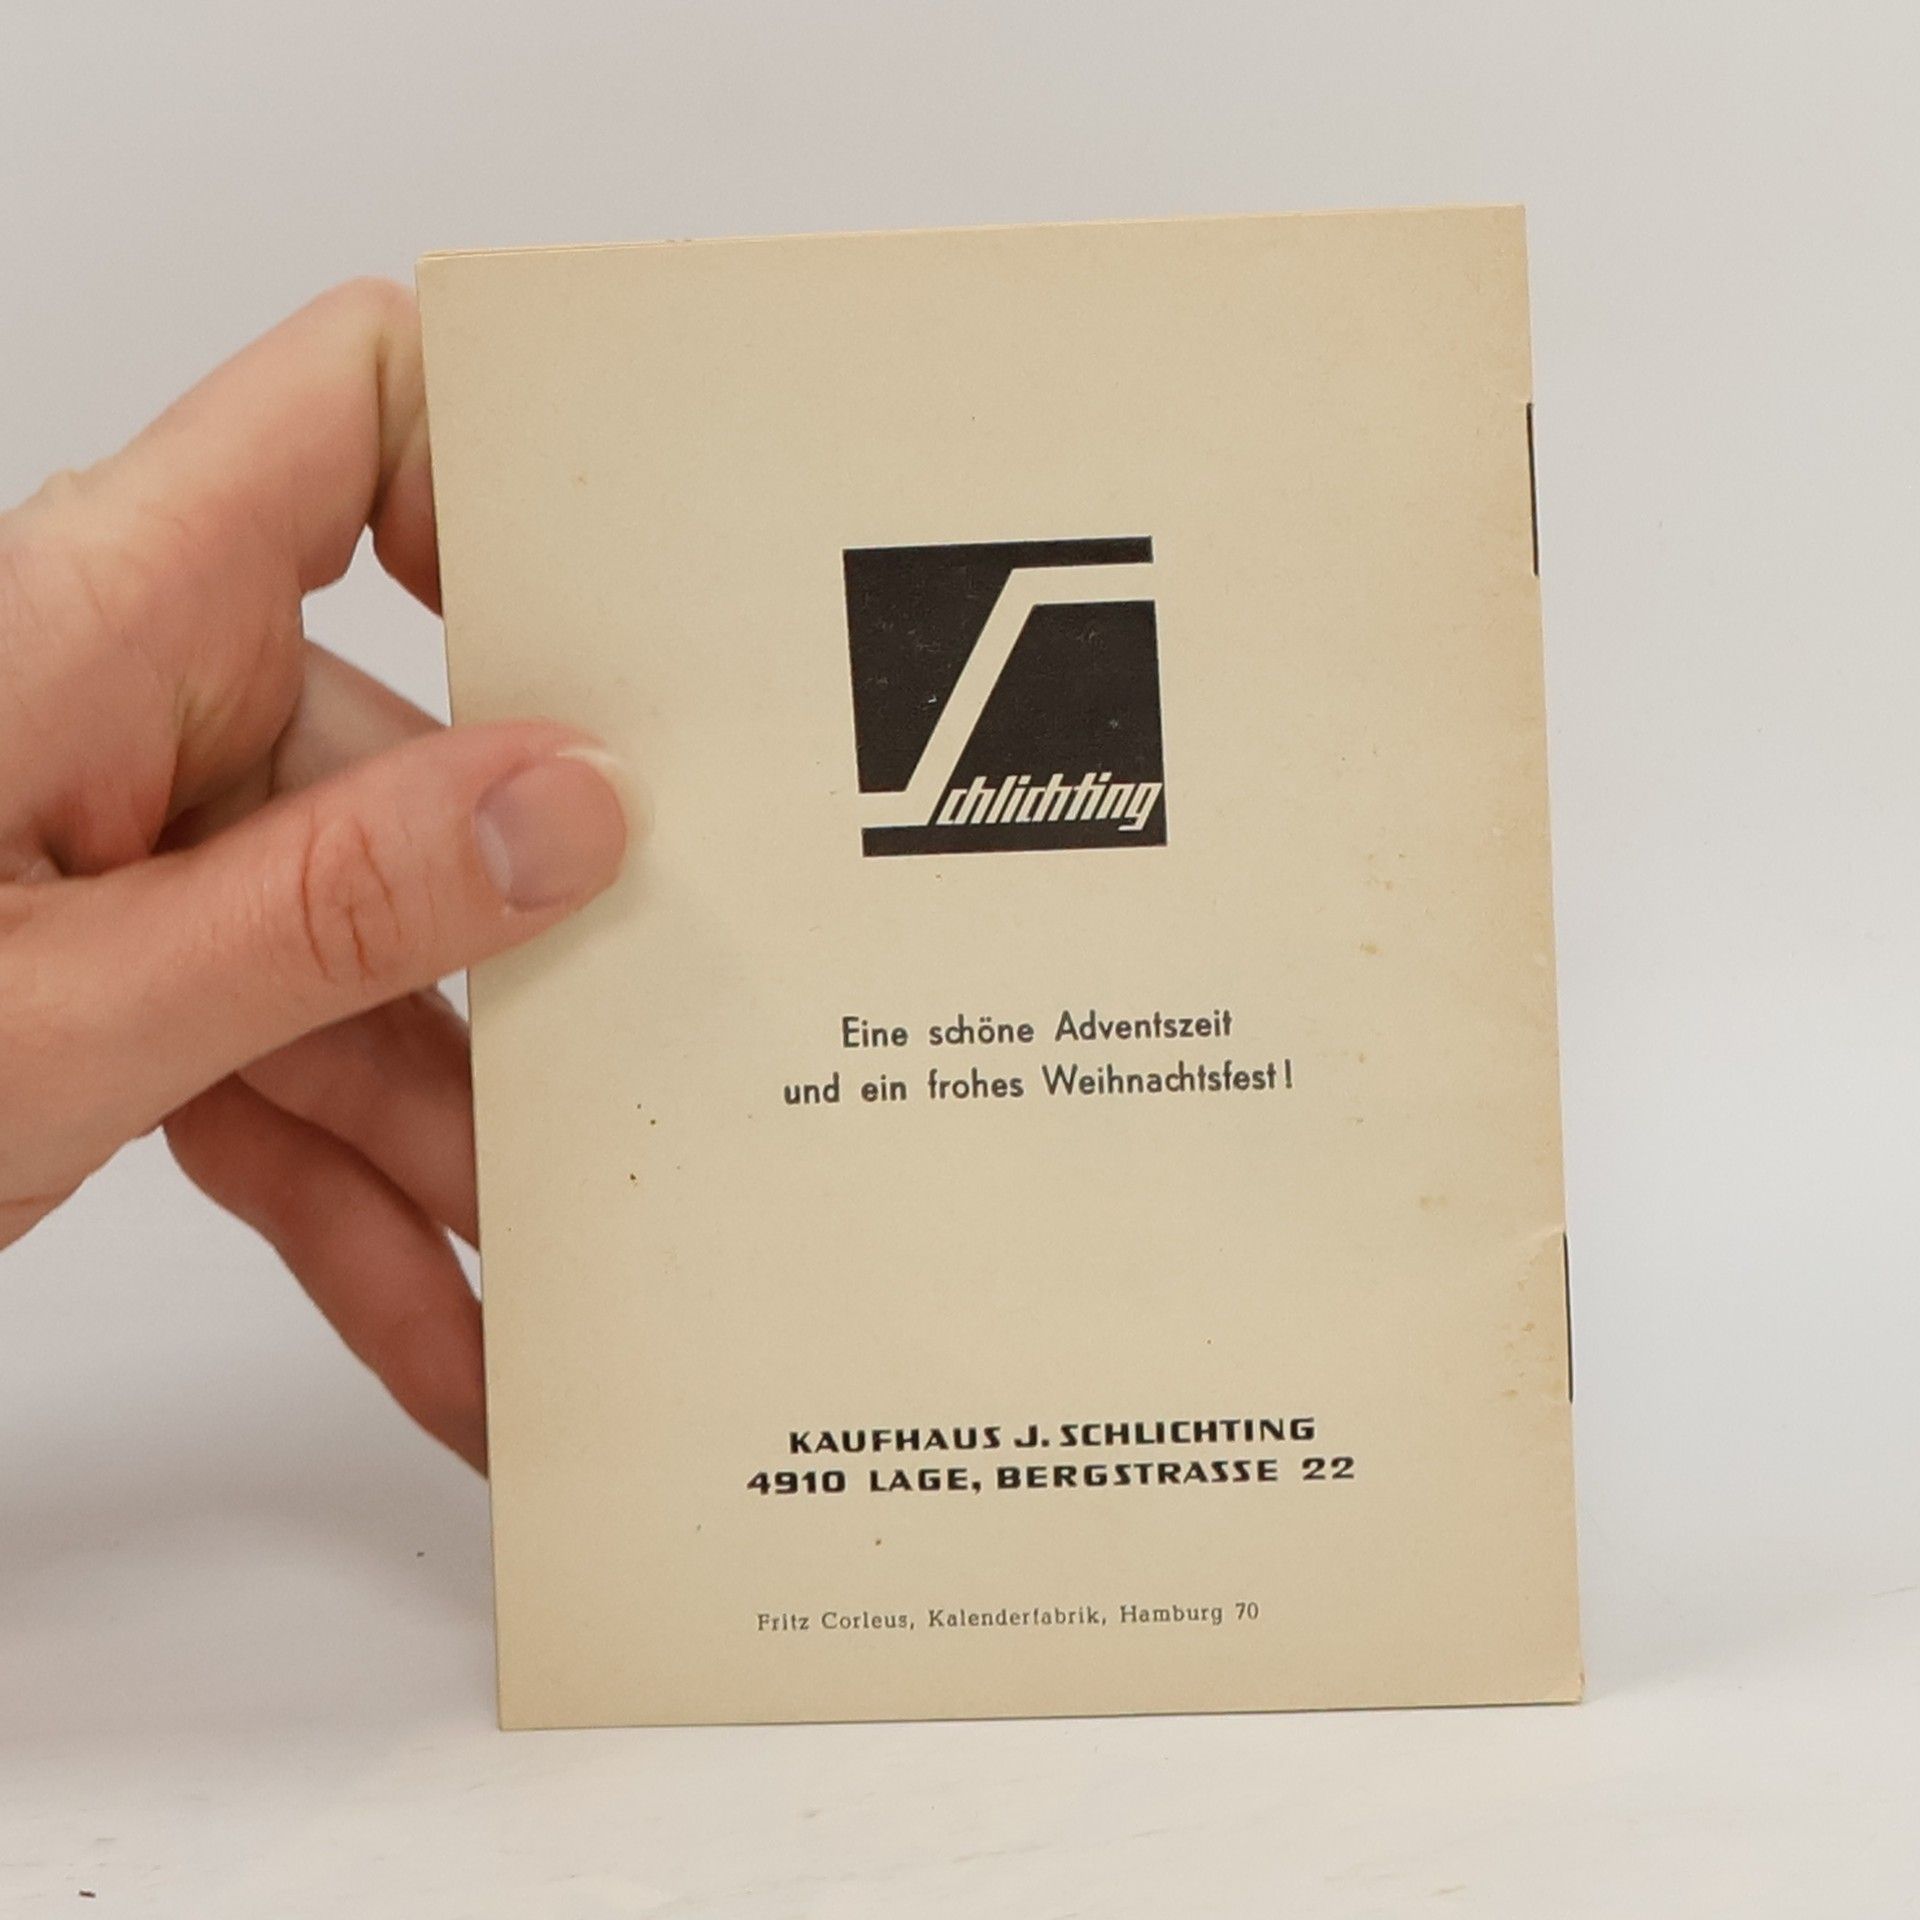 Schlichting
Eine schöne Adventszeit
und ein frohes Weihnachtsfest!
KAUFHAUS J. SCHLICHTING
4910 LAGE, BERGSTRASSE 22
Fritz Corleus, Kalenderfabrik, Hamburg 70